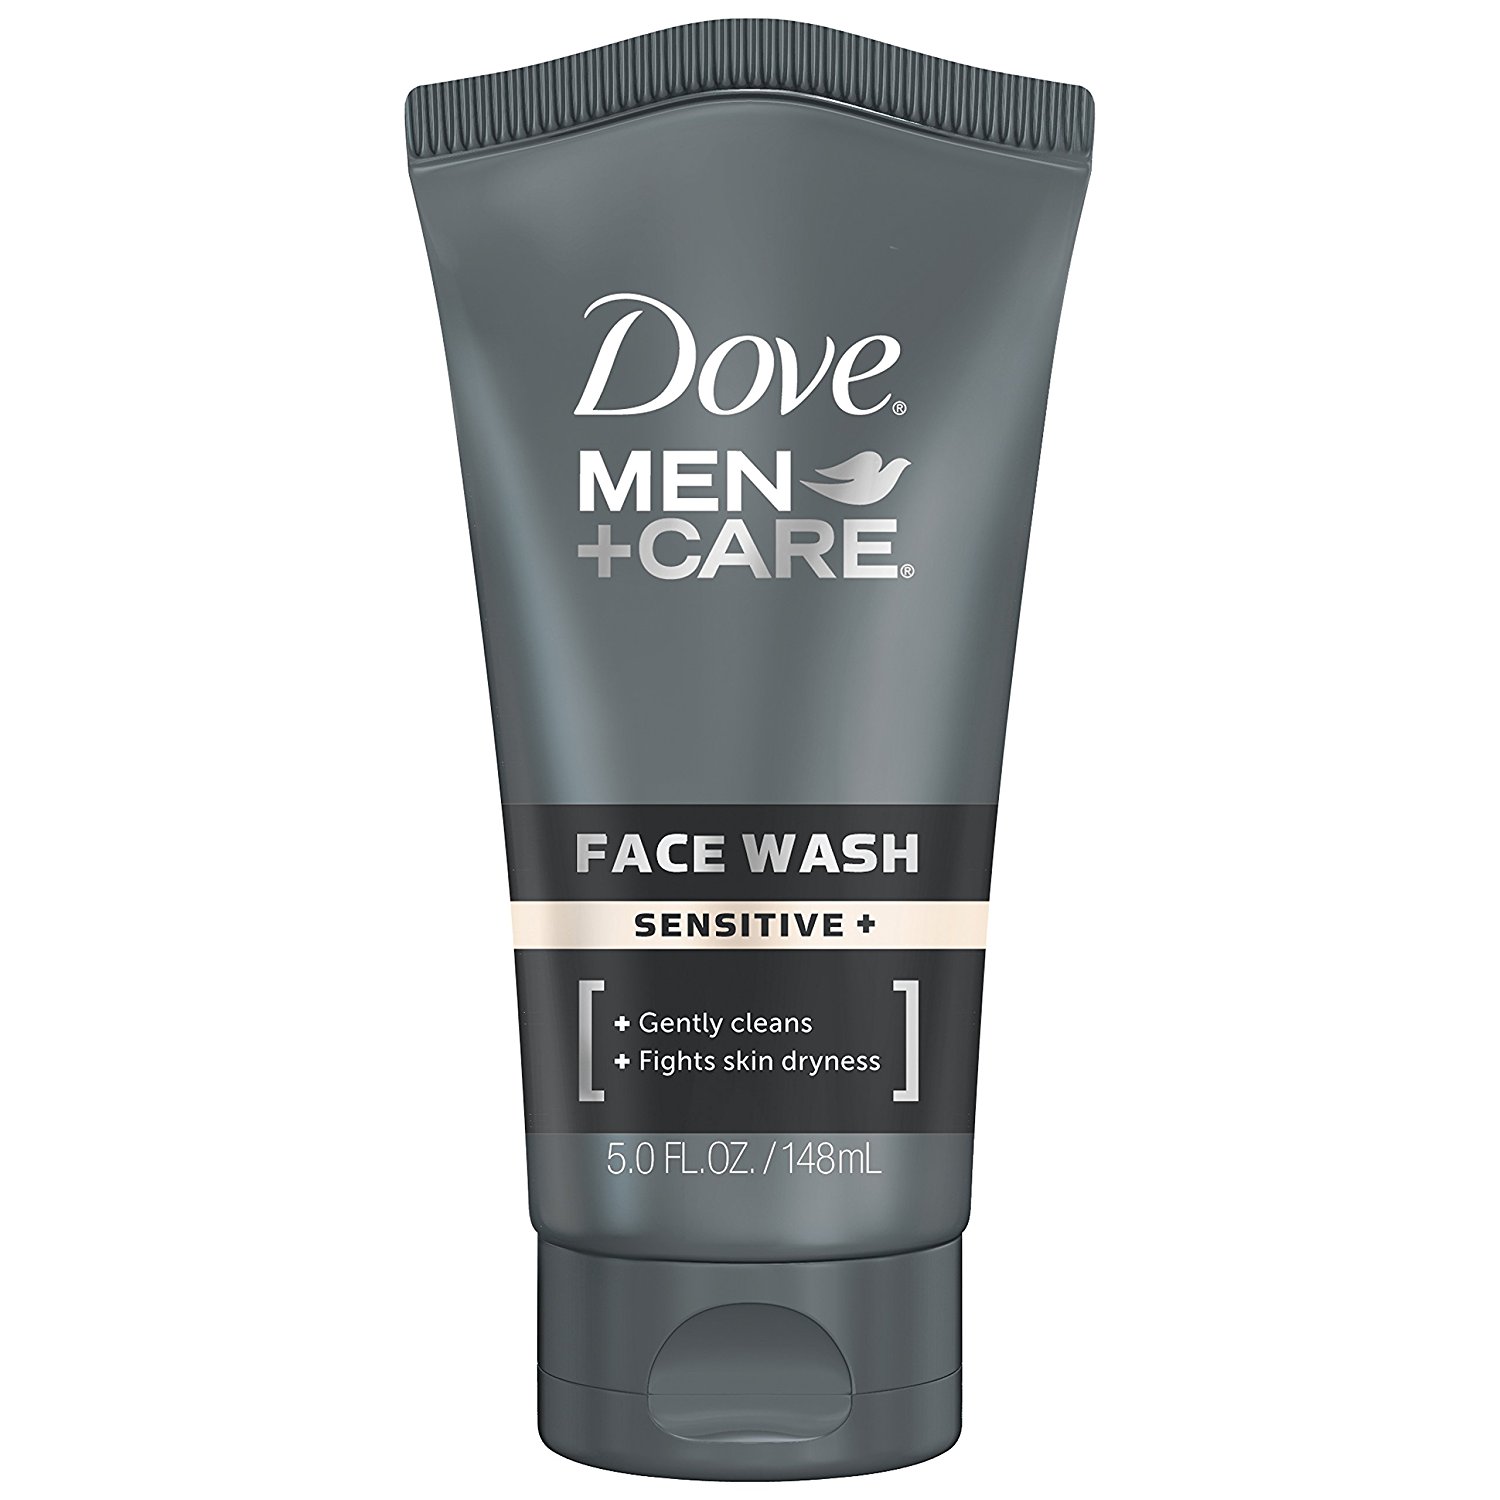 Dove®
MEN
+CARE®
FACE WASH
SENSITIVE +
+ Gently cleans
+ Fights skin dryness
5.0 FL.OZ. / 148mL